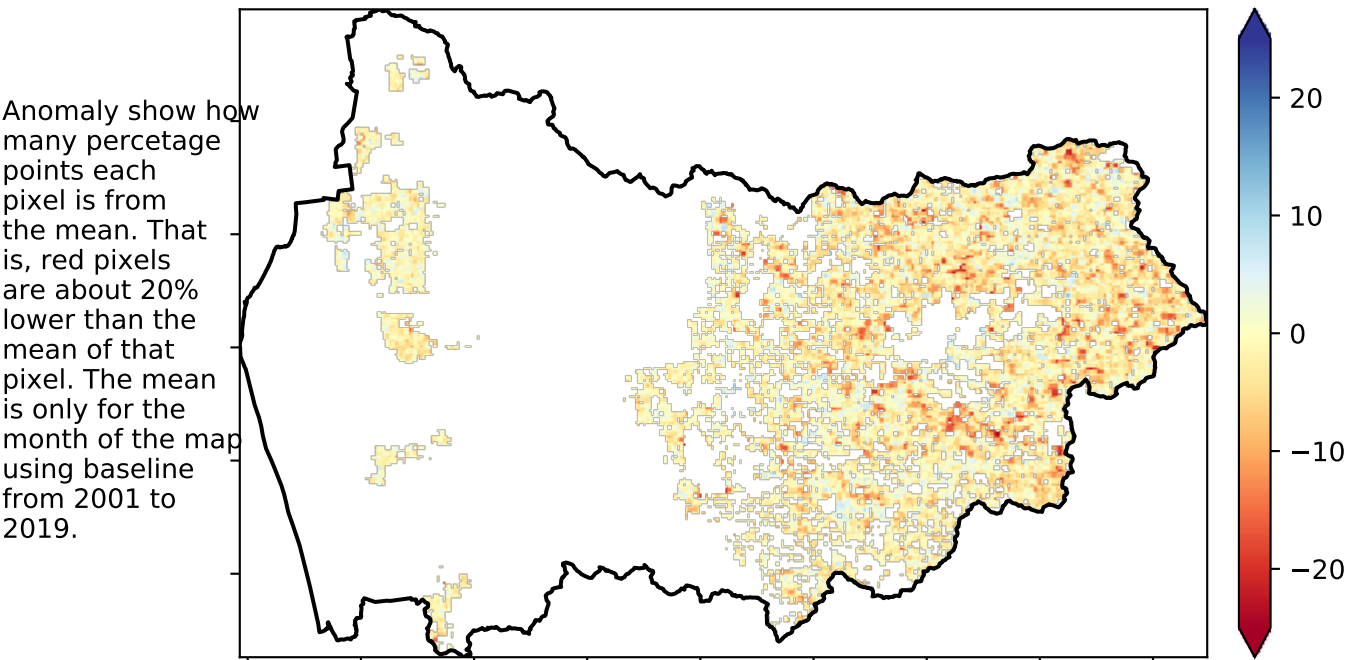 Anomaly show how
many percetage
points each
pixel is from
the mean. That
is, red pixels
are about 20%
lower than the
mean of that
pixel. The mean
is only for the
month of the map
using baseline
from 2001 to
2019.
20
10
0
−10
−20